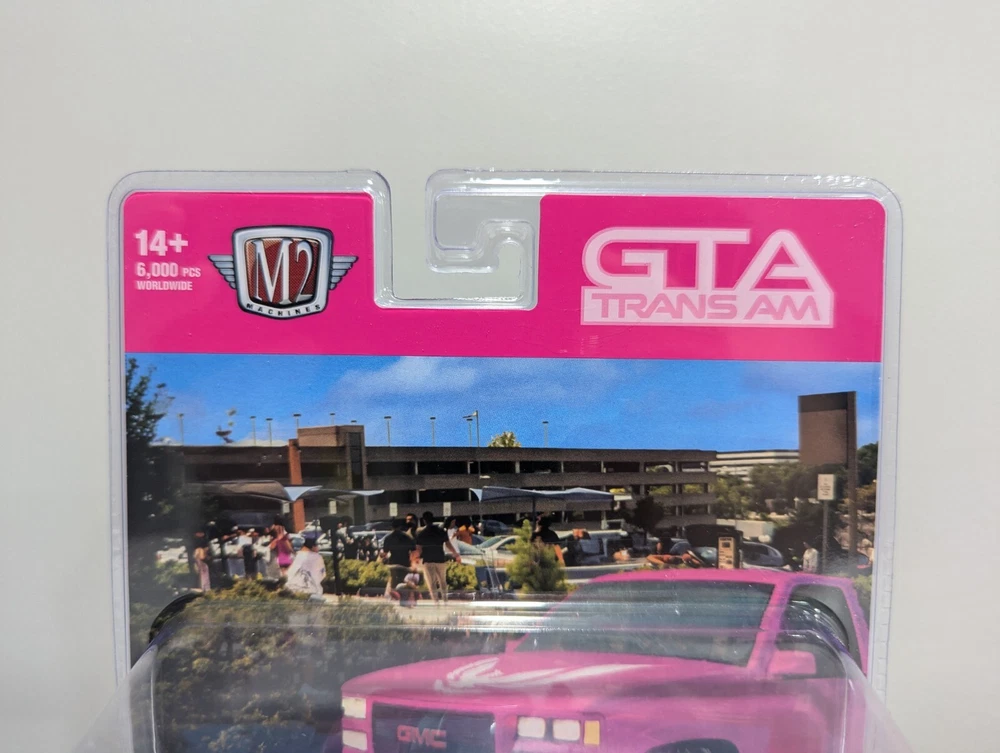 14+
6,000 PCS
WORLDWIDE
M2
MACHINES
GTA
TRANS AM
GMC